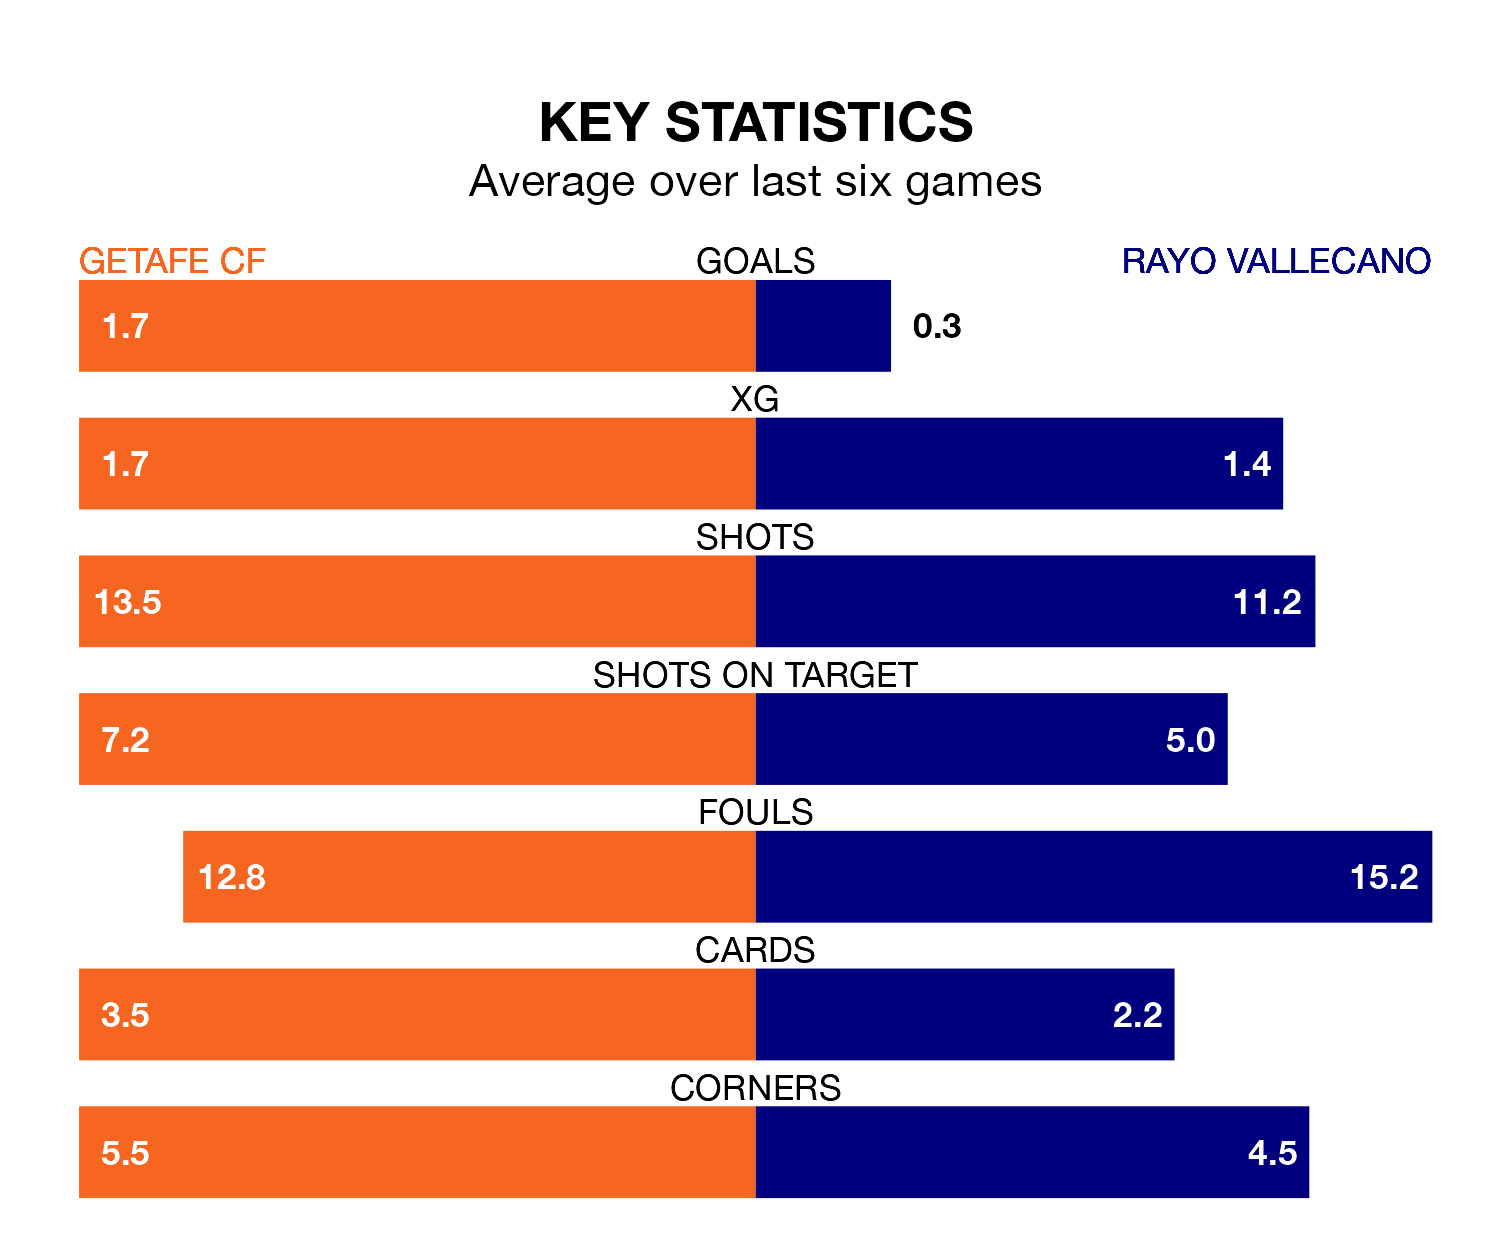 KEY STATISTICS
Average over last six games
GETAFE CF GOALS RAYO VALLECANO
1.7 0.3
XG
1.7 1.4
SHOTS
13.5 11.2
SHOTS ON TARGET
7.2 5.0
FOULS
12.8 15.2
CARDS
3.5 2.2
CORNERS
5.5 4.5